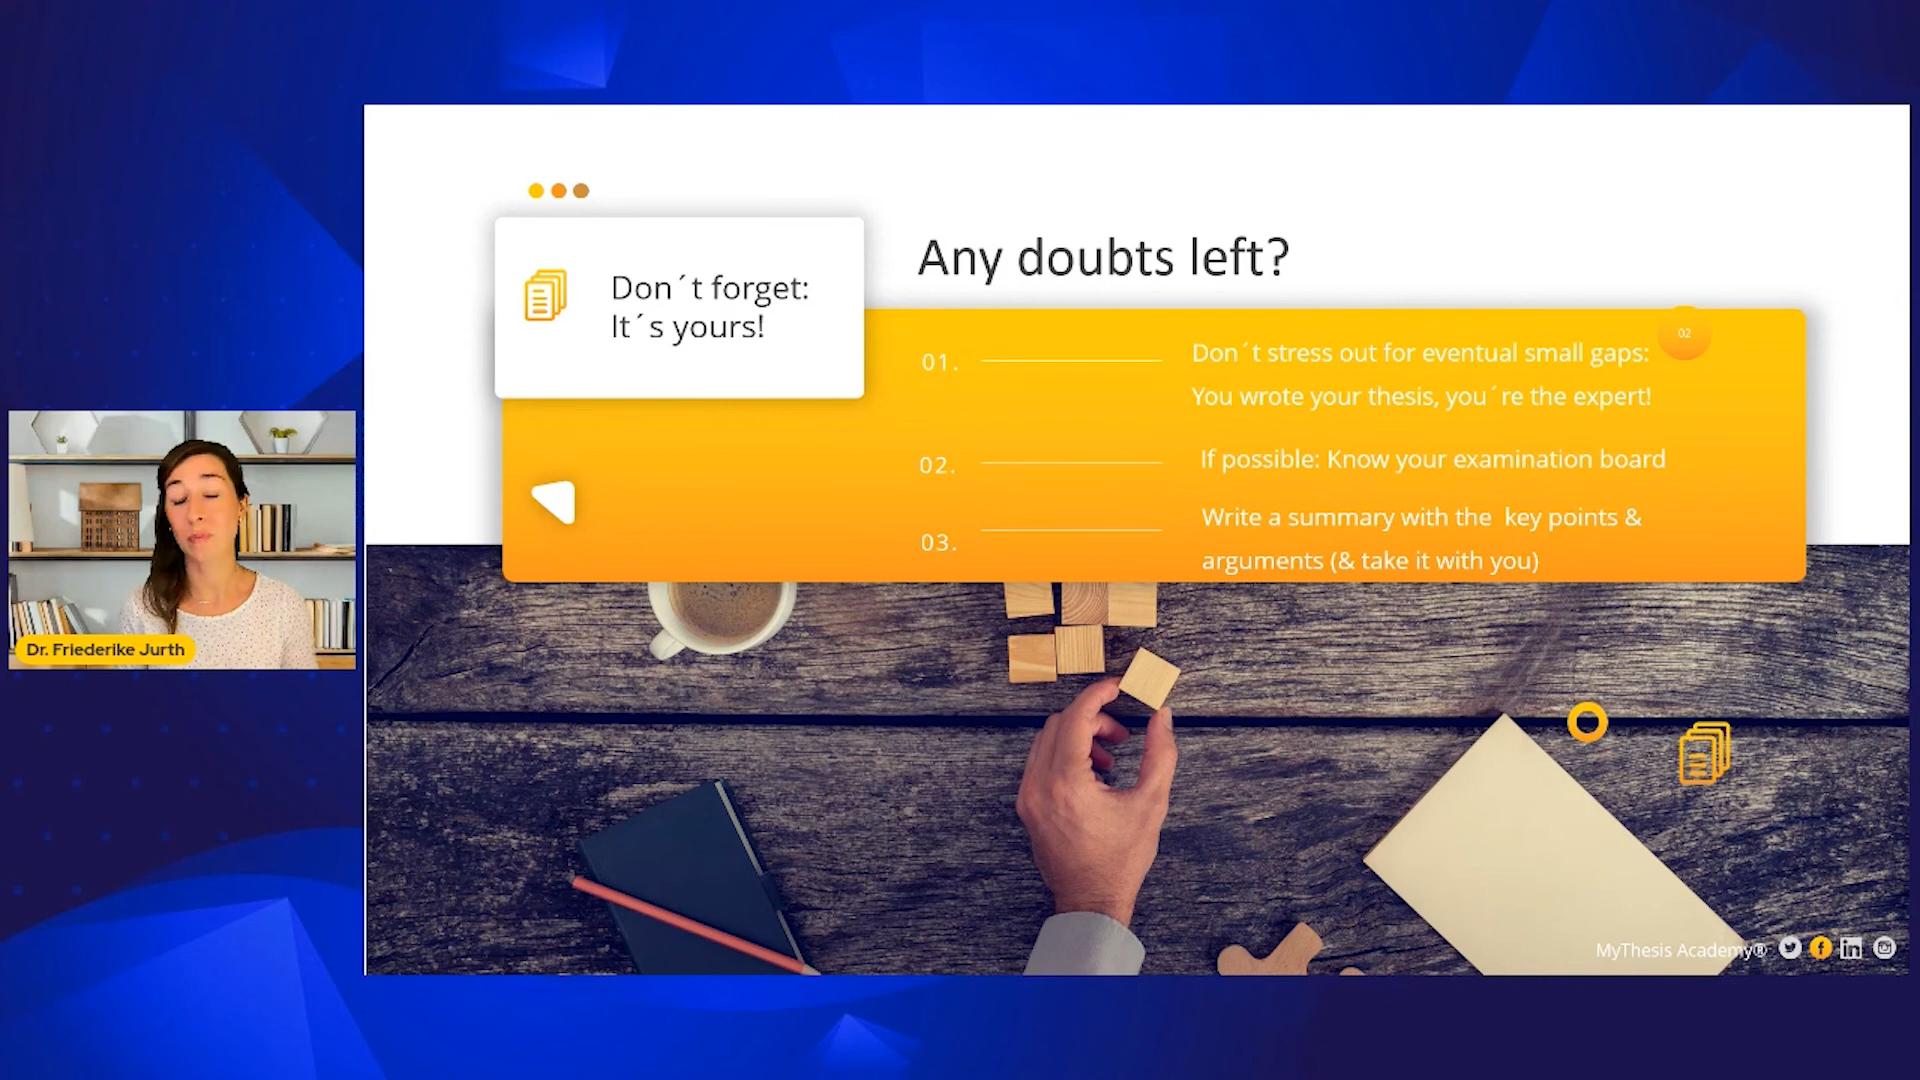 Don´t forget:
It´s yours!
Any doubts left?
02
01.
Don´t stress out for eventual small gaps:
You wrote your thesis, you´re the expert!
02.
If possible: Know your examination board
03.
Write a summary with the key points &
arguments (& take it with you)
Dr. Friederike Jurth
MyThesis Academy®